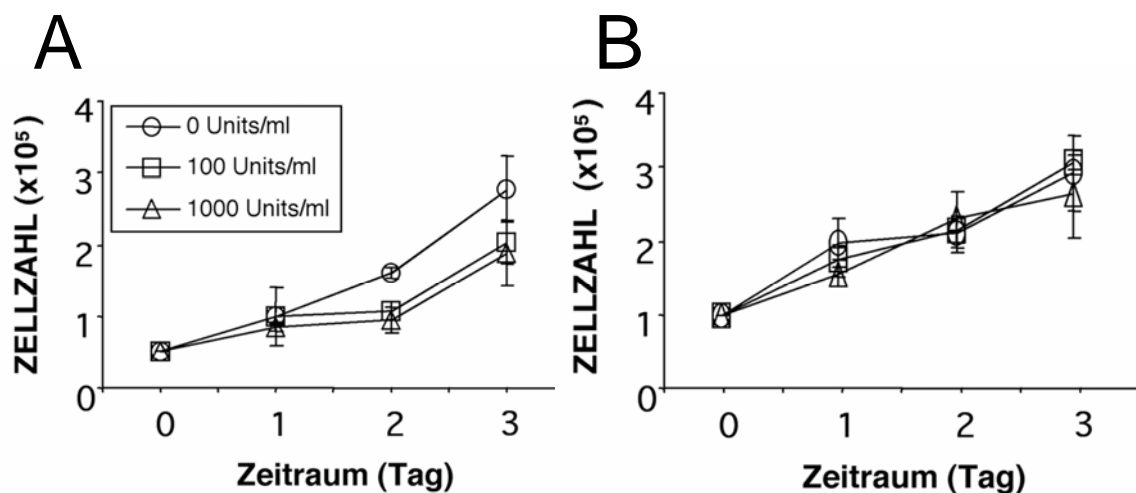 A
ZELLZAHL (x10⁵)
4
3
2
1
0
0 Units/ml
100 Units/ml
1000 Units/ml
0 1 2 3
Zeitraum (Tag)
B
ZELLZAHL (x10⁵)
4
3
2
1
0
0 1 2 3
Zeitraum (Tag)